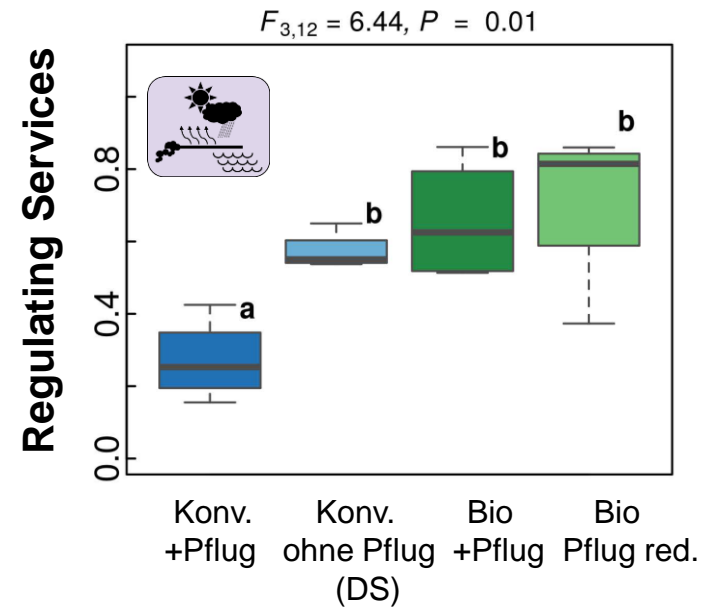 F3,12 = 6.44, P = 0.01
Regulating Services
0.8
0.4
0.0
a
b
b
b
Konv. +Pflug
Konv. ohne Pflug (DS)
Bio +Pflug
Bio Pflug red.